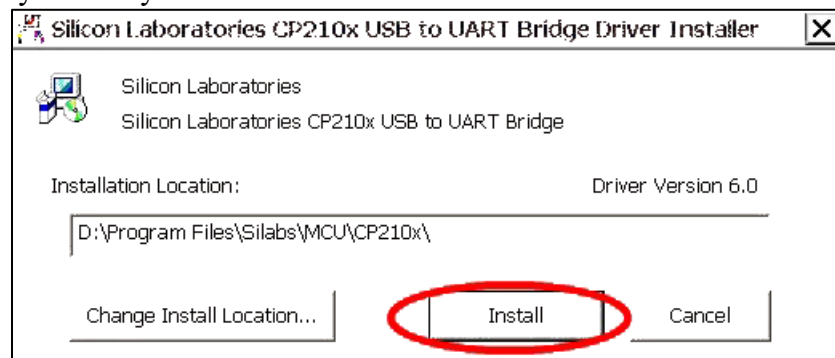 Silicon Laboratories CP210x USB to UART Bridge Driver Installer
Silicon Laboratories
Silicon Laboratories CP210x USB to UART Bridge
Installation Location:
Driver Version 6.0
D:\Program Files\Silabs\MCU\CP210x\
Change Install Location...
Install
Cancel